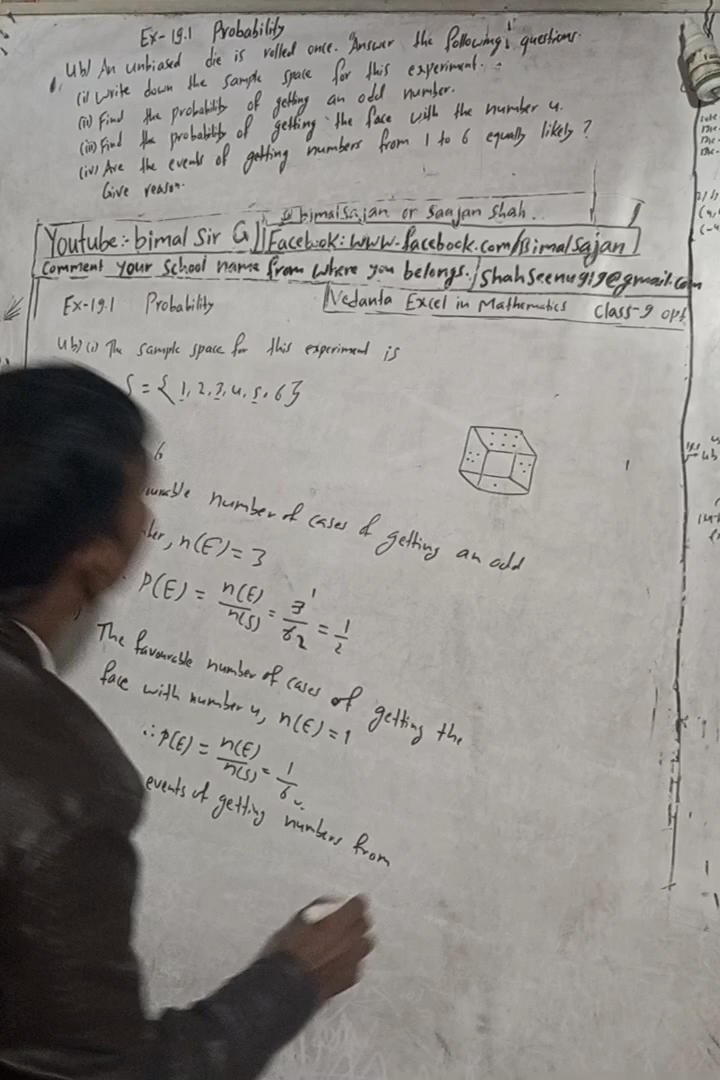 Ex-19.1 Probability
4b) An unbiased die is rolled once. Answer the following questions.
(i) Write down the sample space for this experiment.
(ii) Find the probability of getting an odd number.
(iii) Find the probability of getting the face with the number 4.
(iv) Are the events of getting numbers from 1 to 6 equally likely?
Give reason.
@bimalsajan or saajan shah.
Youtube:- bimal Sir G || Facebook: www.facebook.com/Bimalsajan
Comment your School name from where you belongs. / Shahseenu919@gmail.com
Ex-19.1 Probability
Vedanta Excel in Mathematics Class-9 opt
4b) (i) The sample space for this experiment is
S = {1, 2, 3, 4, 5, 6}
6
number of cases of getting an odd
n(E) = 3
P(E) = n(E)/n(S) = 3/6 = 1/2
The favourable number of cases of getting the
face with number 4, n(E) = 1
∴ P(E) = n(E)/n(S) = 1/6
events of getting numbers from